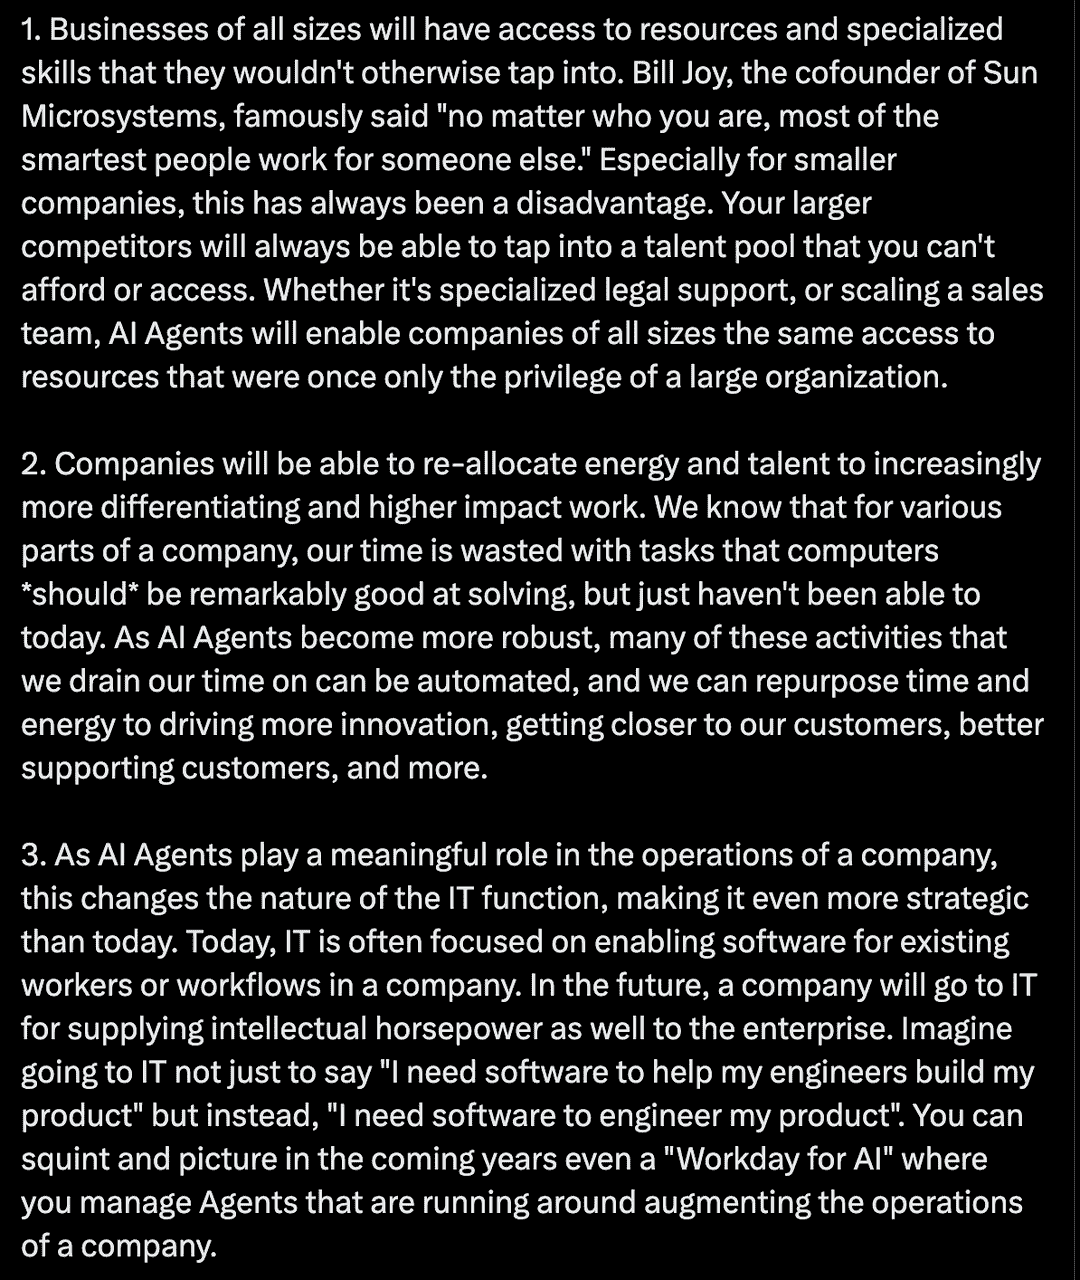 1. Businesses of all sizes will have access to resources and specialized
skills that they wouldn't otherwise tap into. Bill Joy, the cofounder of Sun
Microsystems, famously said "no matter who you are, most of the
smartest people work for someone else." Especially for smaller
companies, this has always been a disadvantage. Your larger
competitors will always be able to tap into a talent pool that you can't
afford or access. Whether it's specialized legal support, or scaling a sales
team, AI Agents will enable companies of all sizes the same access to
resources that were once only the privilege of a large organization.
2. Companies will be able to re-allocate energy and talent to increasingly
more differentiating and higher impact work. We know that for various
parts of a company, our time is wasted with tasks that computers
*should* be remarkably good at solving, but just haven't been able to
today. As AI Agents become more robust, many of these activities that
we drain our time on can be automated, and we can repurpose time and
energy to driving more innovation, getting closer to our customers, better
supporting customers, and more.
3. As AI Agents play a meaningful role in the operations of a company,
this changes the nature of the IT function, making it even more strategic
than today. Today, IT is often focused on enabling software for existing
workers or workflows in a company. In the future, a company will go to IT
for supplying intellectual horsepower as well to the enterprise. Imagine
going to IT not just to say "I need software to help my engineers build my
product" but instead, "I need software to engineer my product". You can
squint and picture in the coming years even a "Workday for AI" where
you manage Agents that are running around augmenting the operations
of a company.